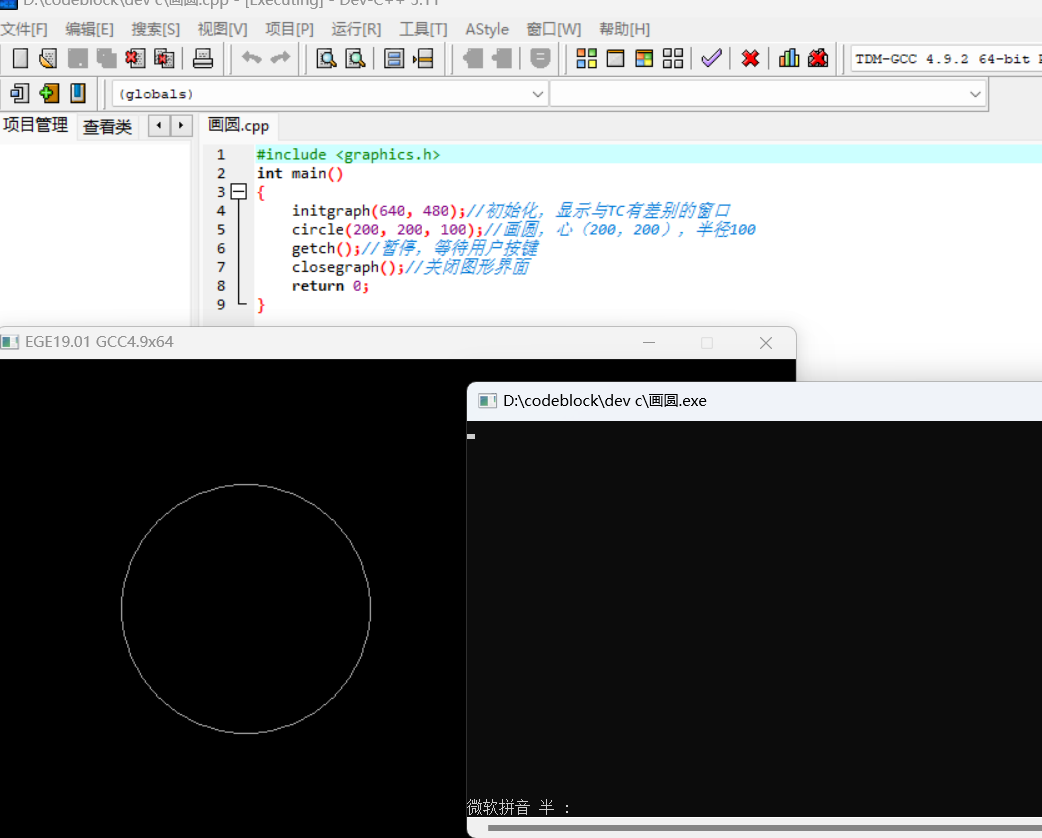 D:\codeblock\dev c\画圆.cpp - [Executing] - Dev-C++ 5.11
文件[F] 编辑[E] 搜索[S] 视图[V] 项目[P] 运行[R] 工具[T] AStyle 窗口[W] 帮助[H]
TDM-GCC 4.9.2 64-bit
(globals)
项目管理 查看类 画圆.cpp
1 #include <graphics.h>
2 int main()
3 {
4 initgraph(640, 480);//初始化，显示与TC有差别的窗口
5 circle(200, 200, 100);//画圆，心（200，200），半径100
6 getch();//暂停，等待用户按键
7 closegraph();//关闭图形界面
8 return 0;
9 }
EGE19.01 GCC4.9x64
D:\codeblock\dev c\画圆.exe
微软拼音 半 :